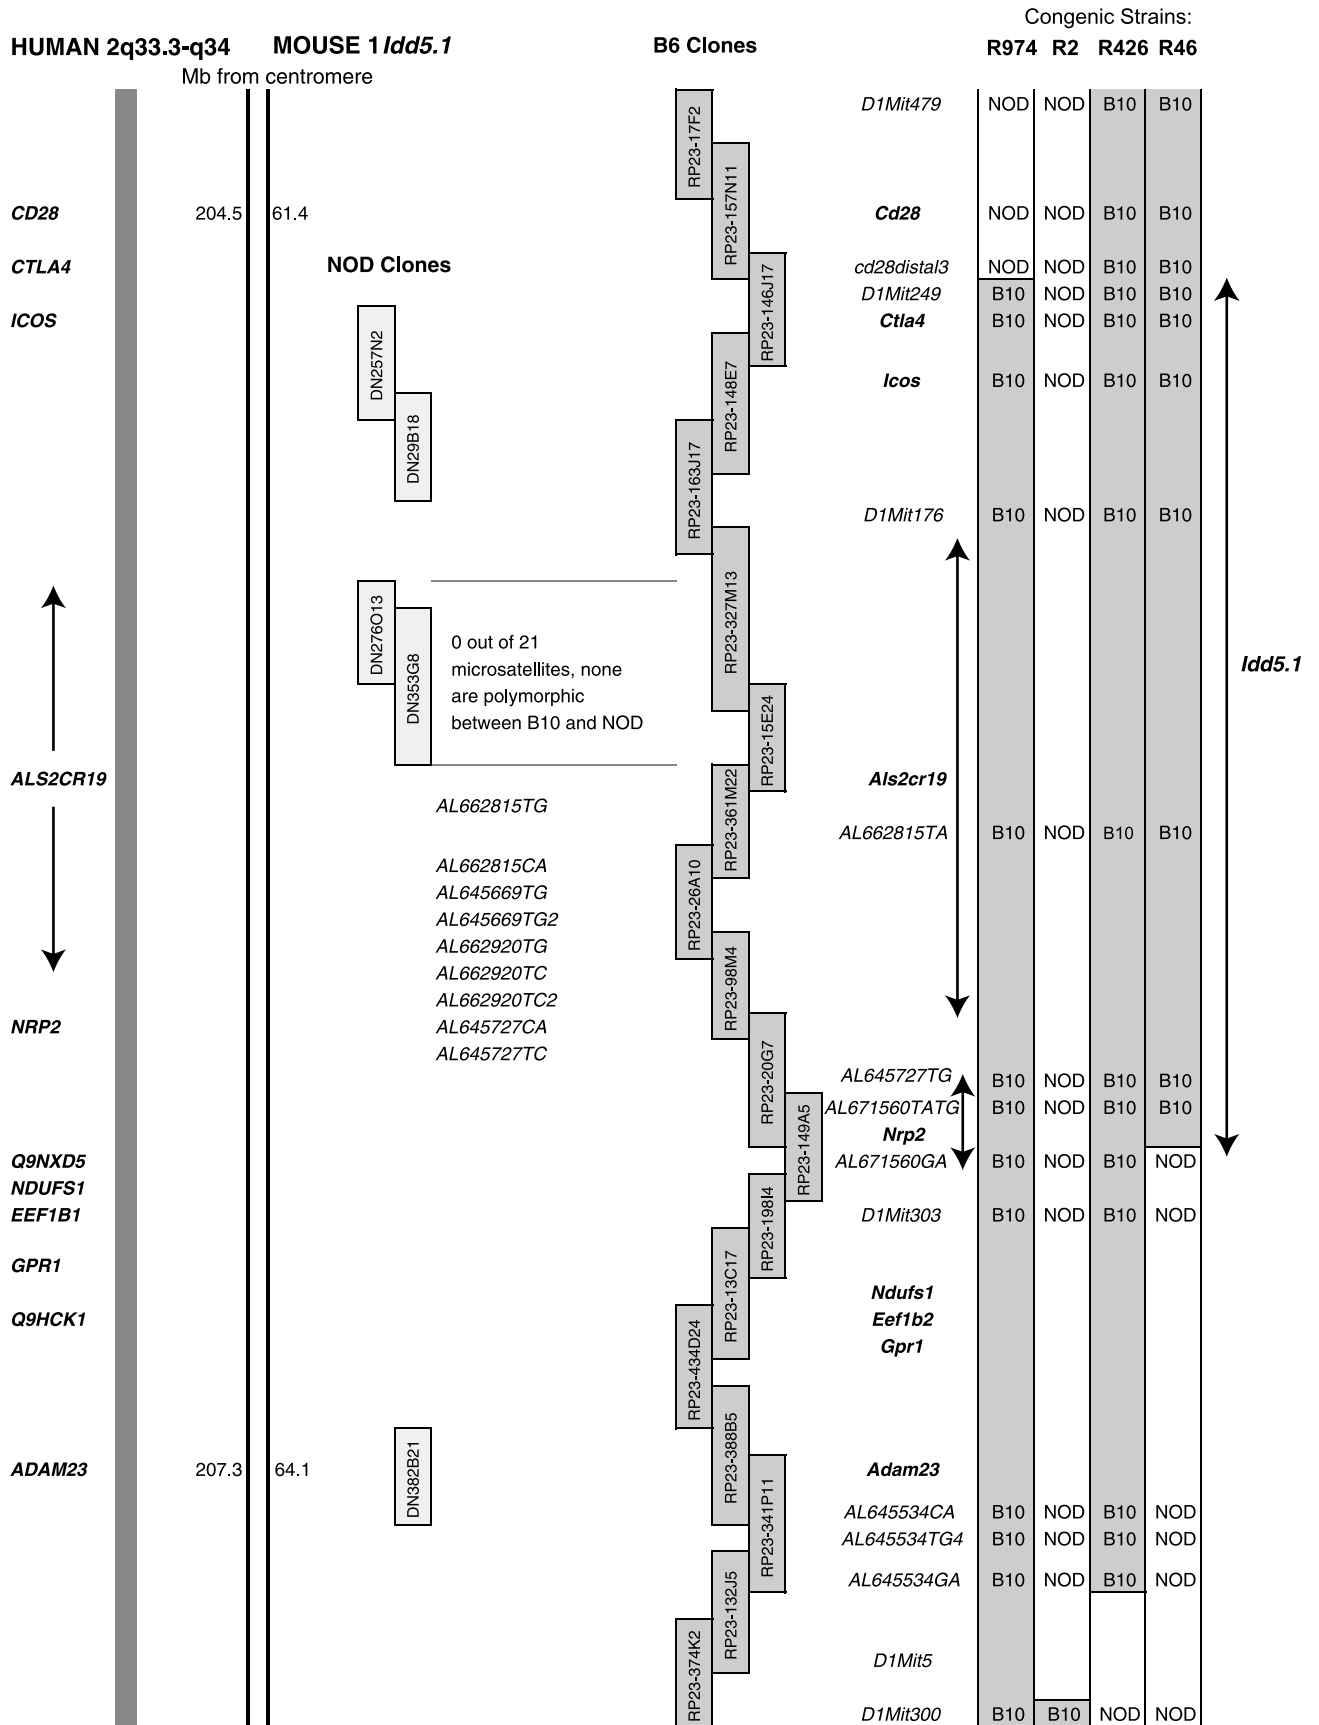 Congenic Strains:
HUMAN 2q33.3-q34 MOUSE 1 Idd5.1 B6 Clones R974 R2 R426 R46
Mb from centromere
D1Mit479 NOD NOD B10 B10
RP23-17F2
RP23-157N11
CD28 204.5 61.4 Cd28 NOD NOD B10 B10
CTLA4 NOD Clones cd28distal3 NOD NOD B10 B10
RP23-146J17
D1Mit249 B10 NOD B10 B10
ICOS Ctla4 B10 NOD B10 B10
DN257N2
RP23-148E7
Icos B10 NOD B10 B10
DN29B18
RP23-163J17
D1Mit176 B10 NOD B10 B10
DN276O13
RP23-327M13
DN353G8
0 out of 21
microsatellites, none
are polymorphic
between B10 and NOD
Idd5.1
RP23-15E24
ALS2CR19 Als2cr19
AL662815TG
RP23-361M22
AL662815TA B10 NOD B10 B10
AL662815CA
AL645669TG
RP23-26A10
AL645669TG2
AL662920TG
AL662920TC
RP23-98M4
AL662920TC2
NRP2 AL645727CA
AL645727TC
RP23-20G7
AL645727TG B10 NOD B10 B10
AL671560TATG B10 NOD B10 B10
Nrp2
RP23-149A5
Q9NXD5 AL671560GA B10 NOD B10 NOD
NDUFS1
EEF1B1 D1Mit303 B10 NOD B10 NOD
RP23-198I4
GPR1
RP23-13C17
Ndufs1
Q9HCK1 Eef1b2
Gpr1
RP23-434D24
RP23-388B5
ADAM23 207.3 64.1 Adam23
DN382B21
AL645534CA B10 NOD B10 NOD
RP23-341P11
AL645534TG4 B10 NOD B10 NOD
AL645534GA B10 NOD B10 NOD
RP23-132J5
D1Mit5
RP23-374K2
D1Mit300 B10 B10 NOD NOD